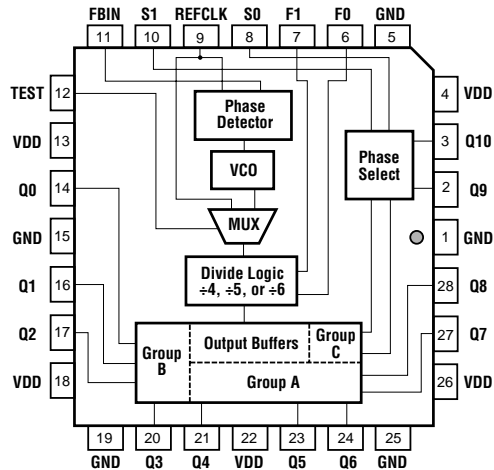 FBIN S1 REFCLK S0 F1 F0 GND
11 10 9 8 7 6 5
TEST 12
4 VDD
Phase
Detector
VDD 13
3 Q10
VCO
Phase
Select
Q0 14
2 Q9
MUX
GND 15
1 GND
Divide Logic
÷4, ÷5, or ÷6
Q1 16
28 Q8
Q2 17
27 Q7
Group
B
Output Buffers
Group
C
Group A
VDD 18
26 VDD
19 20 21 22 23 24 25
GND Q3 Q4 VDD Q5 Q6 GND